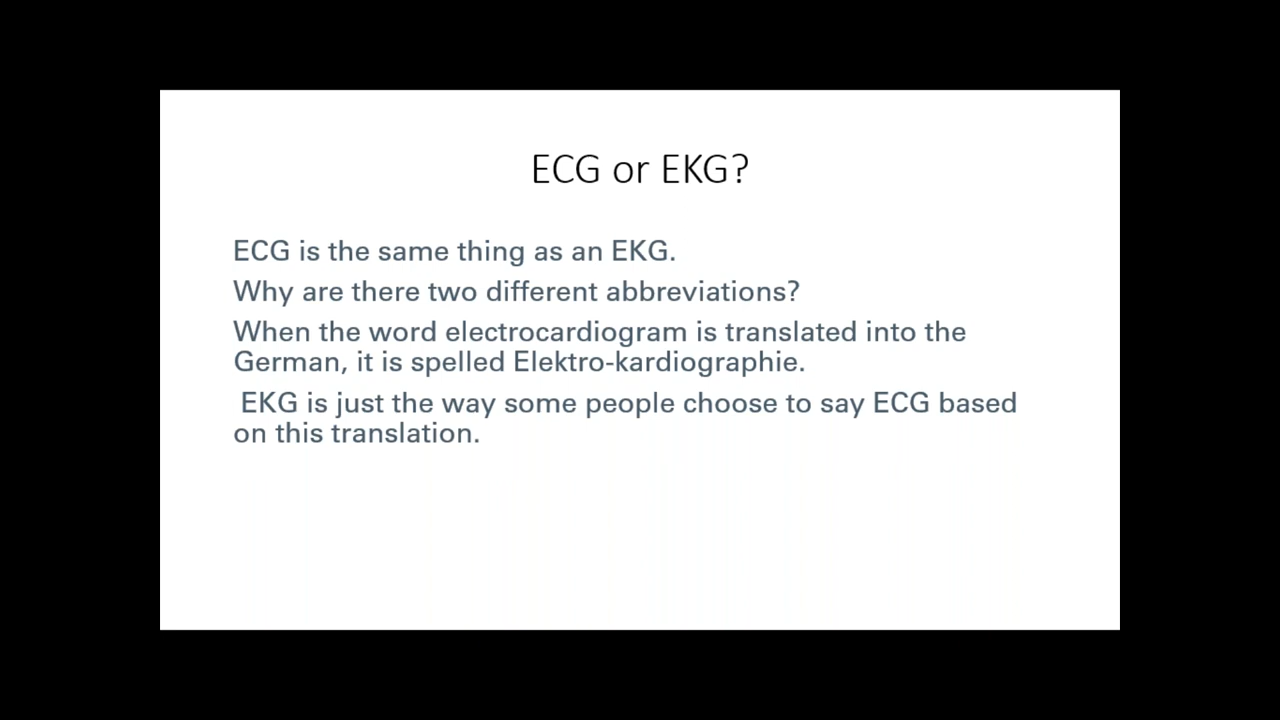 ECG or EKG?
ECG is the same thing as an EKG.
Why are there two different abbreviations?
When the word electrocardiogram is translated into the
German, it is spelled Elektro-kardiographie.
EKG is just the way some people choose to say ECG based
on this translation.